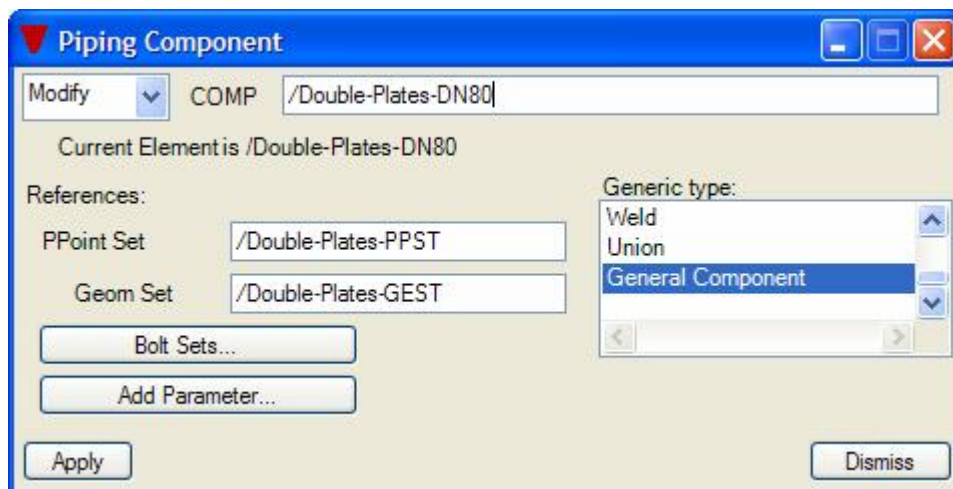 Piping Component
Modify COMP /Double-Plates-DN80
Current Element is /Double-Plates-DN80
References:
Generic type:
PPoint Set /Double-Plates-PPST
Geom Set /Double-Plates-GEST
Weld
Union
General Component
Bolt Sets...
Add Parameter...
Apply
Dismiss